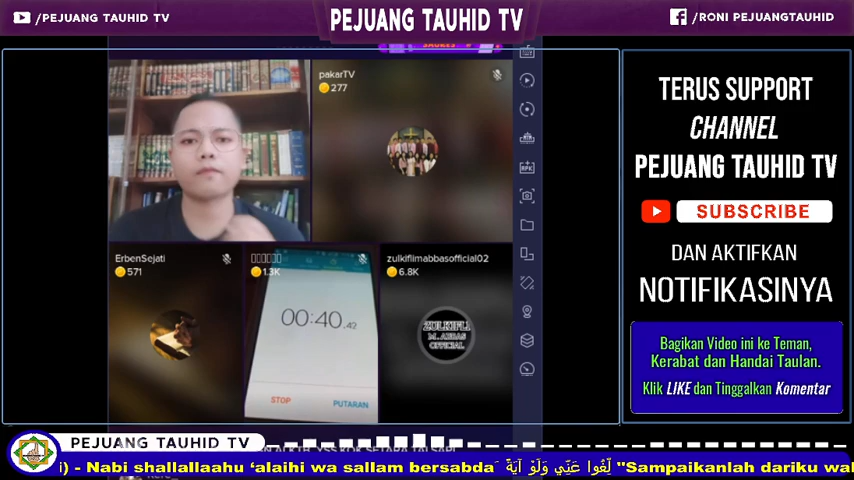 /PEJUANG TAUHID TV
PEJUANG TAUHID TV
/RONI PEJUANGTAUHID
pakarTV
277
ErbenSejati
571
1.3K
zulkiflimabbasofficial02
6.8K
00:40.42
STOP
PUTARAN
ZULKIFLI
M. ABBAS
OFFICIAL
TERUS SUPPORT
CHANNEL
PEJUANG TAUHID TV
SUBSCRIBE
DAN AKTIFKAN
NOTIFIKASINYA
Bagikan Video ini ke Teman,
Kerabat dan Handai Taulan.
Klik LIKE dan Tinggalkan Komentar
PEJUANG TAUHID TV
i) - Nabi shallallaahu ‘alaihi wa sallam bersabda لِّغُوا عَنِّي وَلَوْ آيَةً "Sampaikanlah dariku wal